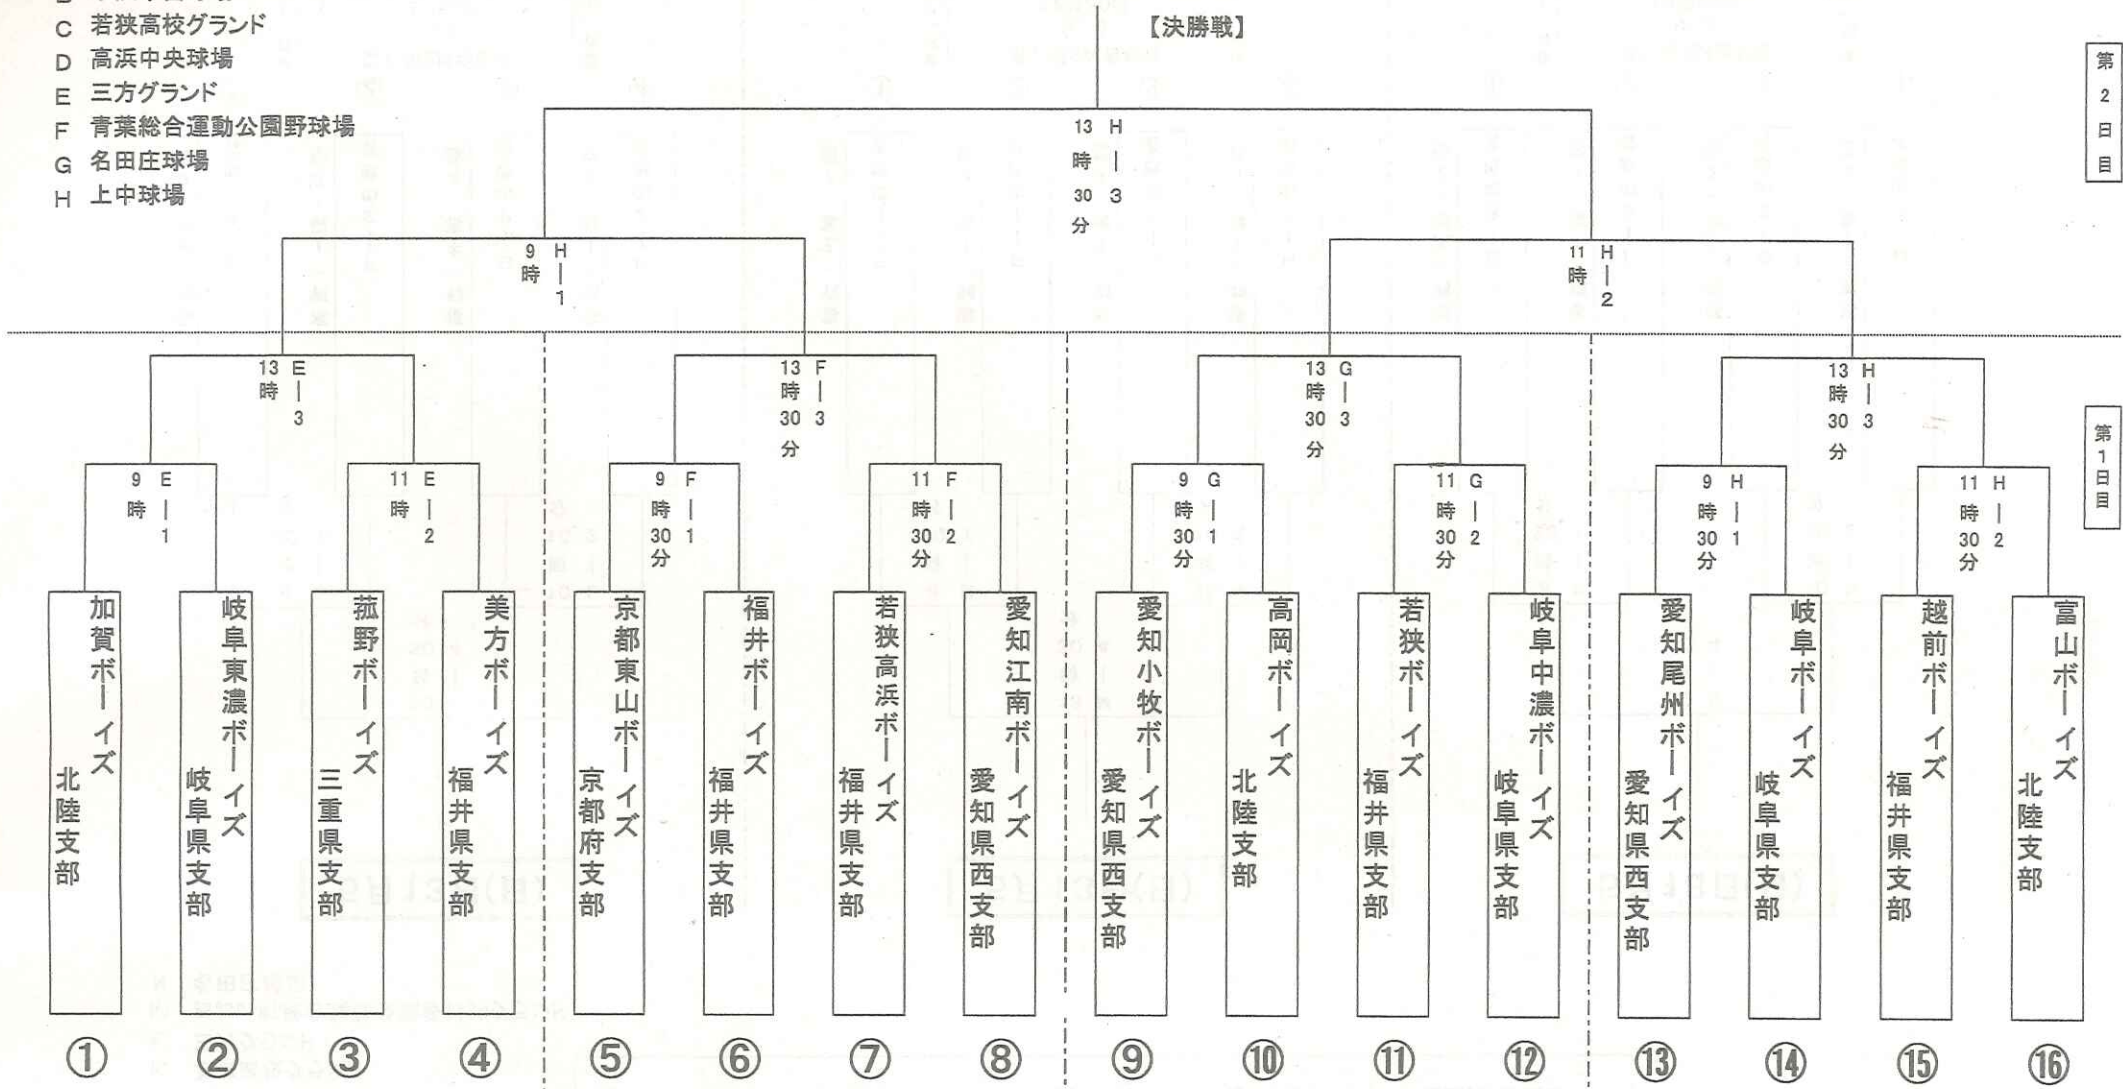 C 若狭高校グランド
D 高浜中央球場
E 三方グランド
F 青葉総合運動公園野球場
G 名田庄球場
H 上中球場
【決勝戦】
第2日目
H―3 13時30分
H―1 9時
H―2 11時
第1日目
E―3 13時
F―3 13時30分
G―3 13時30分
H―3 13時30分
E―1 9時
E―2 11時
F―1 9時30分
F―2 11時30分
G―1 9時30分
G―2 11時30分
H―1 9時30分
H―2 11時30分
加賀ボーイズ 北陸支部
岐阜東濃ボーイズ 岐阜県支部
菰野ボーイズ 三重県支部
美方ボーイズ 福井県支部
京都東山ボーイズ 京都府支部
福井ボーイズ 福井県支部
若狭高浜ボーイズ 福井県支部
愛知江南ボーイズ 愛知県西支部
愛知小牧ボーイズ 愛知県西支部
高岡ボーイズ 北陸支部
若狭ボーイズ 福井県支部
岐阜中濃ボーイズ 岐阜県支部
愛知尾州ボーイズ 愛知県西支部
岐阜ボーイズ 岐阜県支部
越前ボーイズ 福井県支部
富山ボーイズ 北陸支部
① ② ③ ④ ⑤ ⑥ ⑦ ⑧ ⑨ ⑩ ⑪ ⑫ ⑬ ⑭ ⑮ ⑯